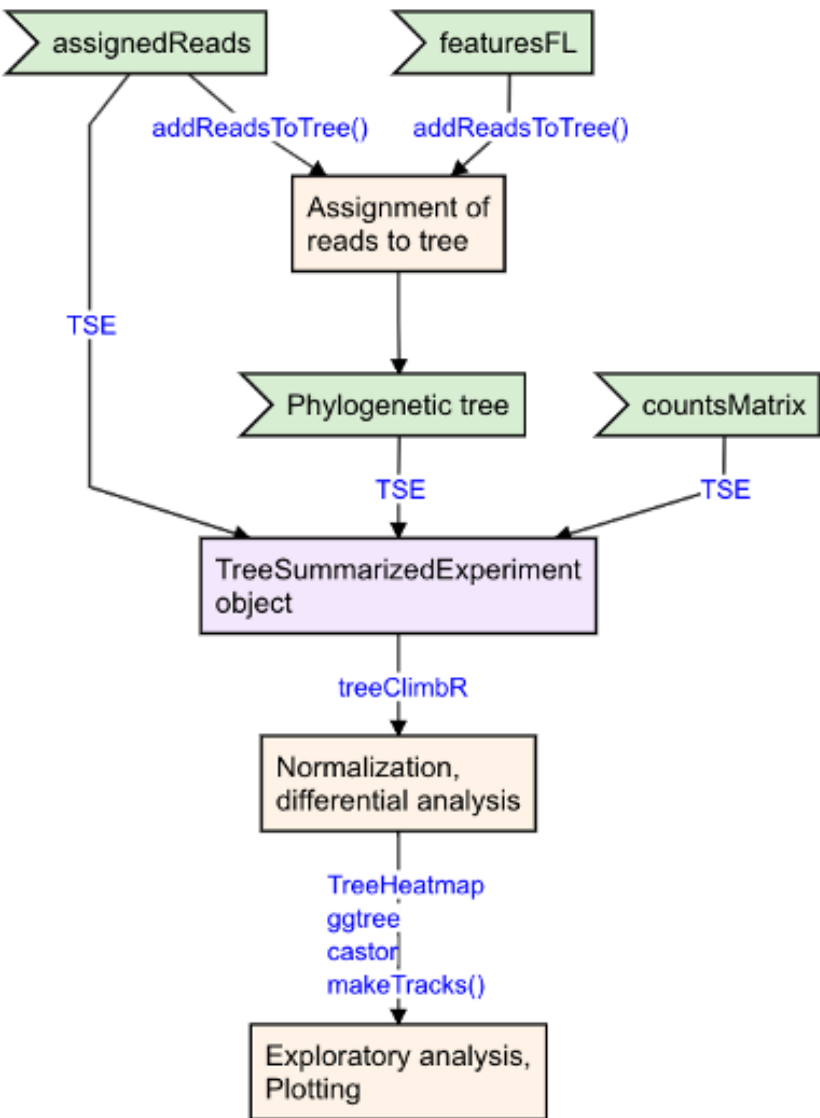 assignedReads
featuresFL
addReadsToTree()
addReadsToTree()
Assignment of
reads to tree
TSE
Phylogenetic tree
countsMatrix
TSE
TSE
TreeSummarizedExperiment
object
treeClimbR
Normalization,
differential analysis
TreeHeatmap
ggtree
castor
makeTracks()
Exploratory analysis,
Plotting